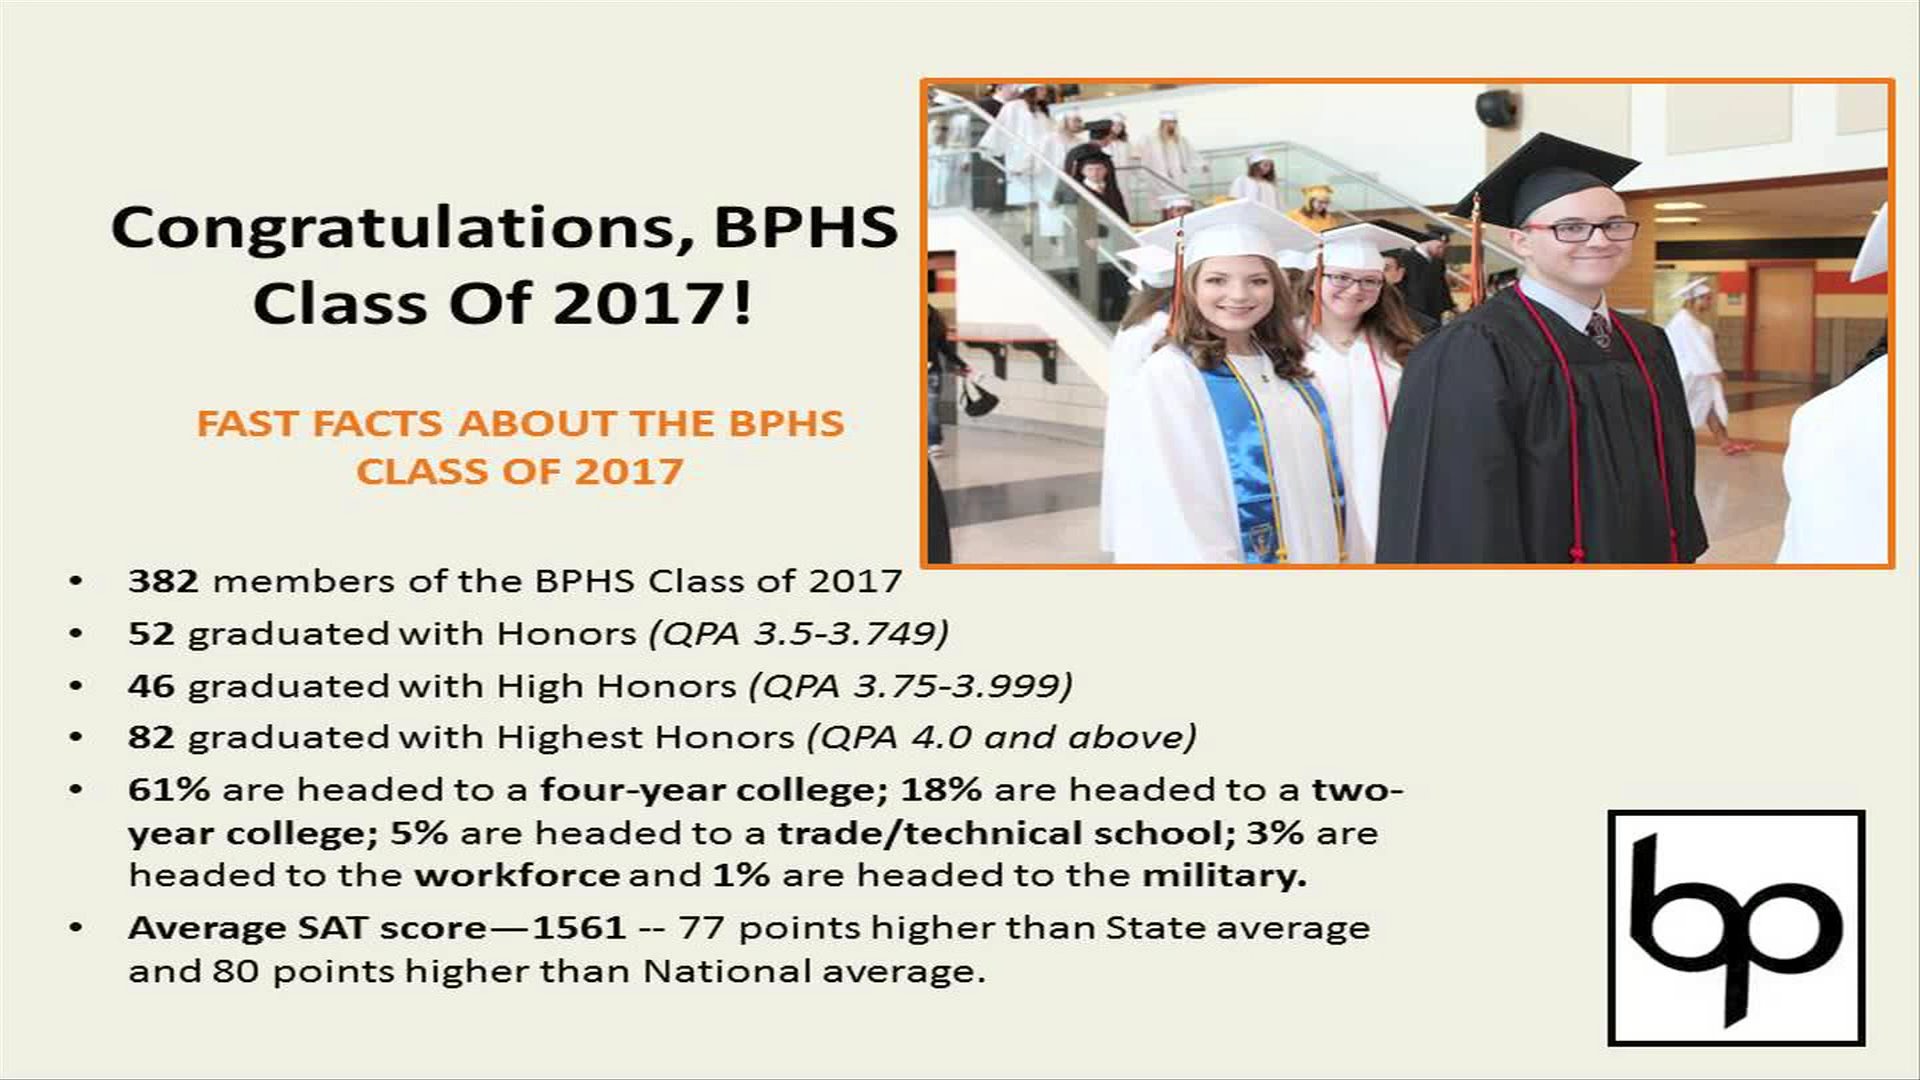 Congratulations, BPHS
Class Of 2017!
FAST FACTS ABOUT THE BPHS
CLASS OF 2017
• 382 members of the BPHS Class of 2017
• 52 graduated with Honors (QPA 3.5-3.749)
• 46 graduated with High Honors (QPA 3.75-3.999)
• 82 graduated with Highest Honors (QPA 4.0 and above)
• 61% are headed to a four-year college; 18% are headed to a two-
year college; 5% are headed to a trade/technical school; 3% are
headed to the workforce and 1% are headed to the military.
• Average SAT score—1561 -- 77 points higher than State average
and 80 points higher than National average.
bp